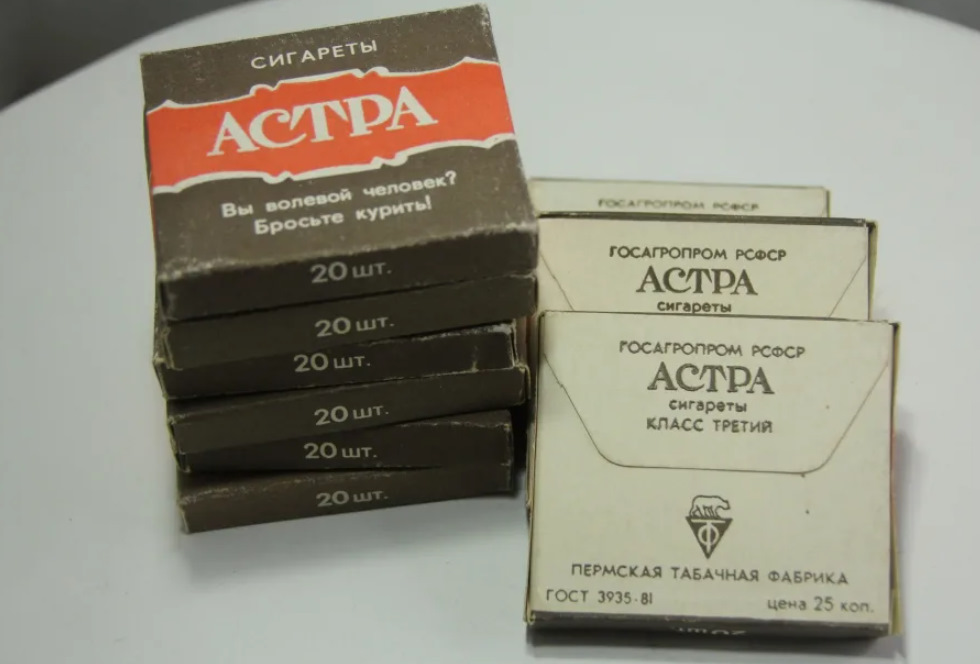 СИГАРЕТЫ
АСТРА
Вы волевой человек?
Бросьте курить!
20 шт.
20 шт.
20 шт.
20 шт.
20 шт.
20 шт.
ГОСАГРОПРОМ РСФСР
ГОСАГРОПРОМ РСФСР
АСТРА
сигареты
ГОСАГРОПРОМ РСФСР
АСТРА
сигареты
КЛАСС ТРЕТИЙ
ПЕРМСКАЯ ТАБАЧНАЯ ФАБРИКА
ГОСТ 3935-81
цена 25 коп.
20 шт.